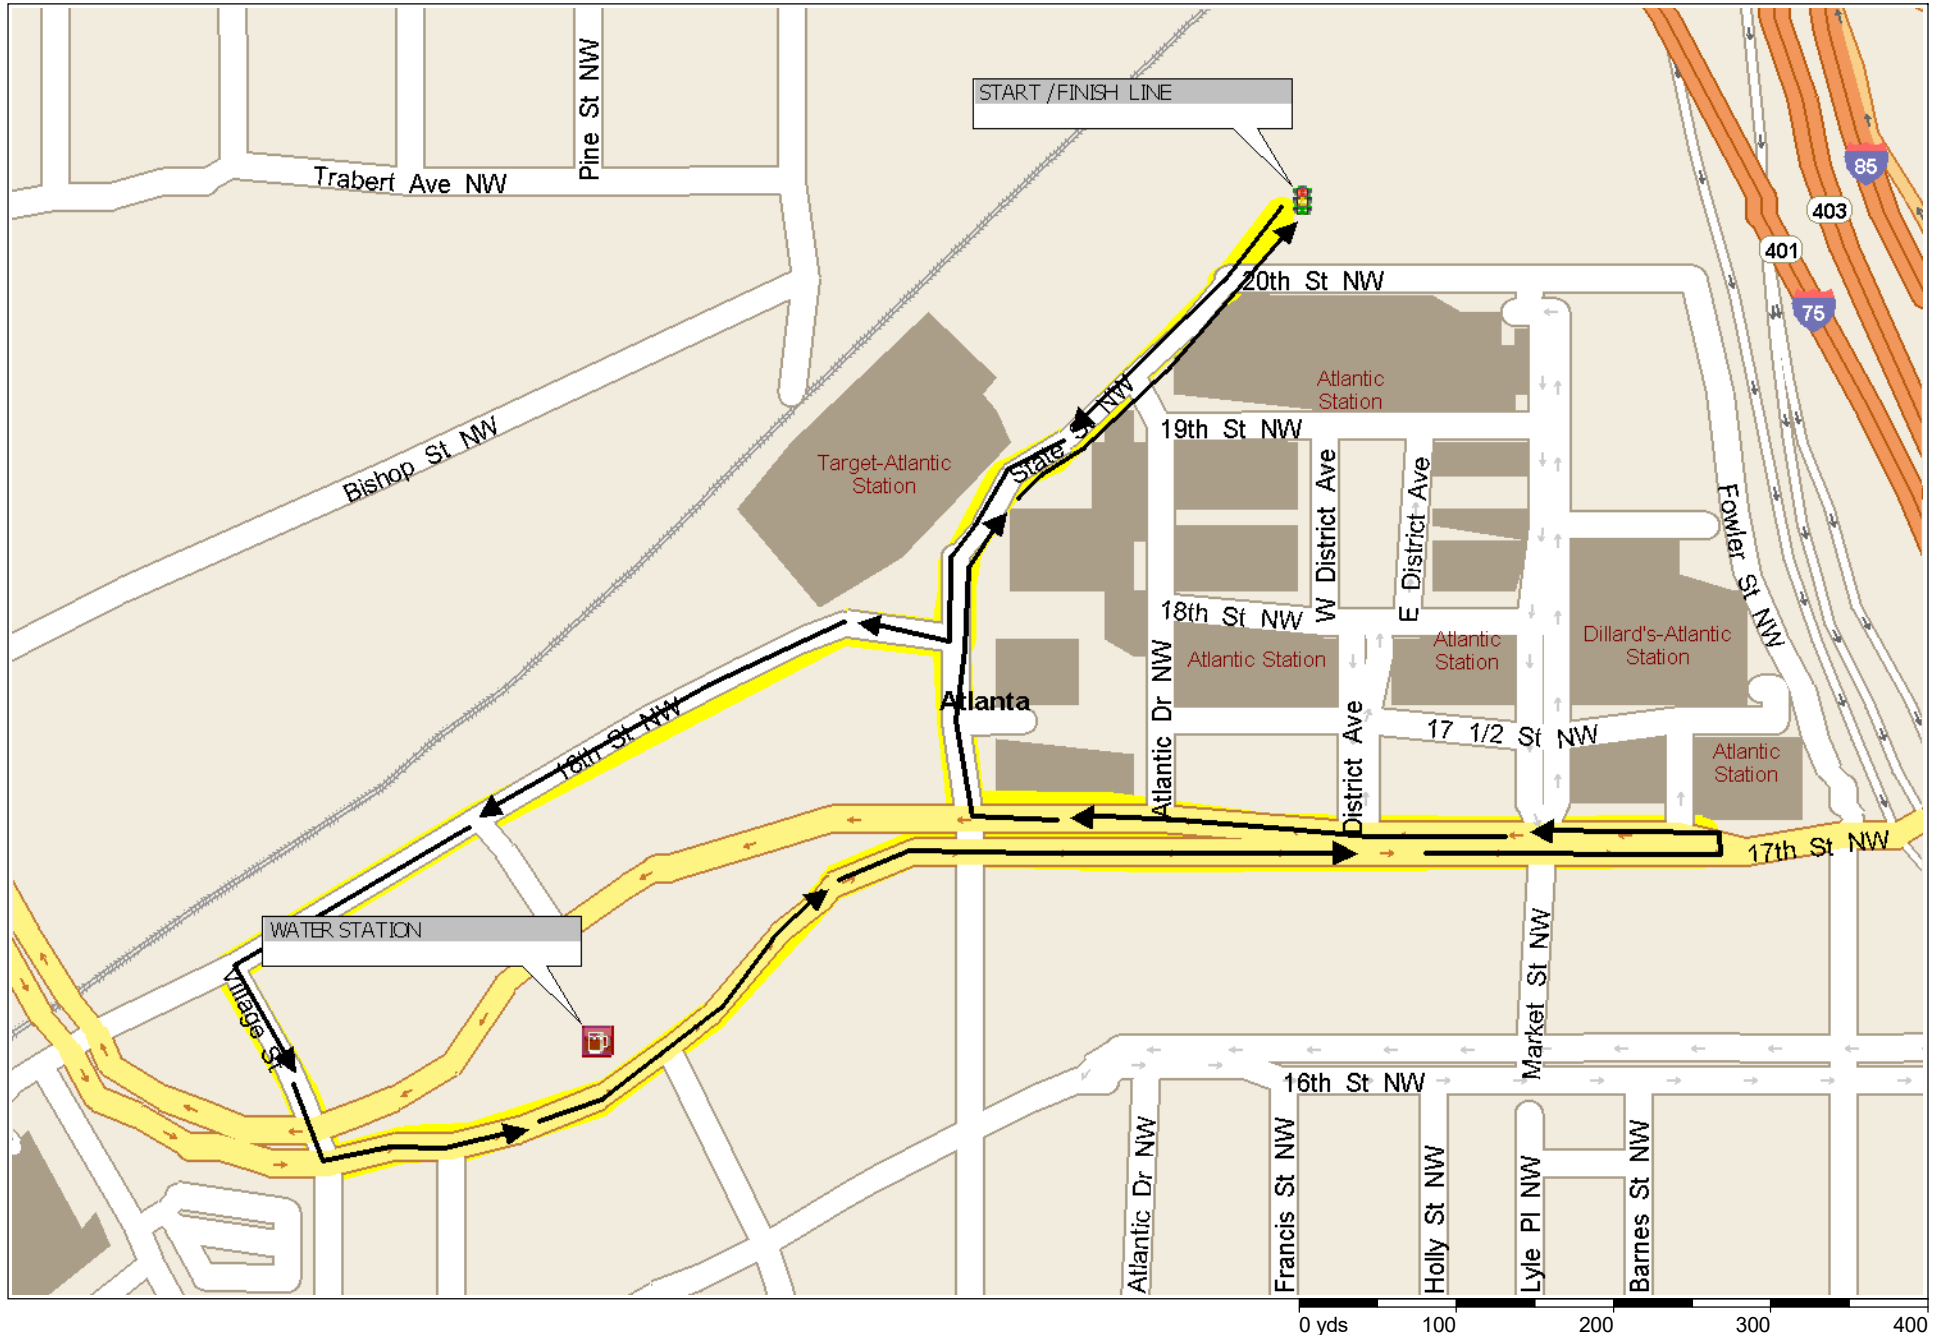 Pine St NW
START / FINISH LINE
Trabert Ave NW
85
403
401
75
20th St NW
Atlantic
Station
State St NW
19th St NW
Bishop St NW
Target-Atlantic
Station
W District Ave
E District Ave
Fowler St NW
18th St NW
Atlantic Station
Atlantic
Station
Dillard's-Atlantic
Station
Atlanta
Atlantic Dr NW
District Ave
17 1/2 St NW
Atlantic
Station
18th St NW
17th St NW
WATER STATION
Village St
Market St NW
16th St NW
Atlantic Dr NW
Francis St NW
Holly St NW
Lyle Pl NW
Barnes St NW
0 yds 100 200 300 400